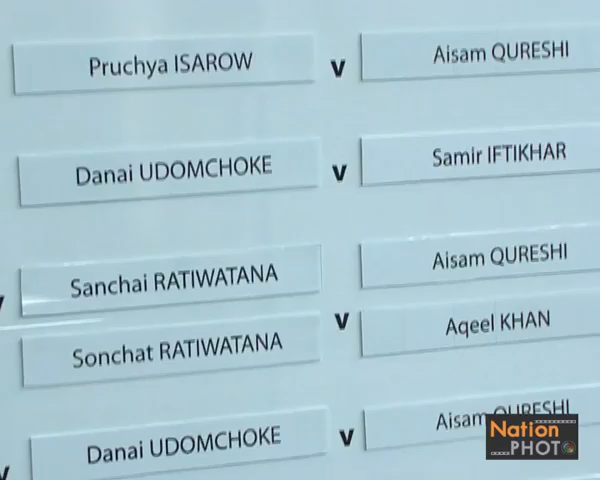 Pruchya ISAROW v Aisam QURESHI
Danai UDOMCHOKE v Samir IFTIKHAR
Sanchai RATIWATANA Aisam QURESHI
v
Sonchat RATIWATANA Aqeel KHAN
Danai UDOMCHOKE v Aisam QURESHI
Nation
PHOTO